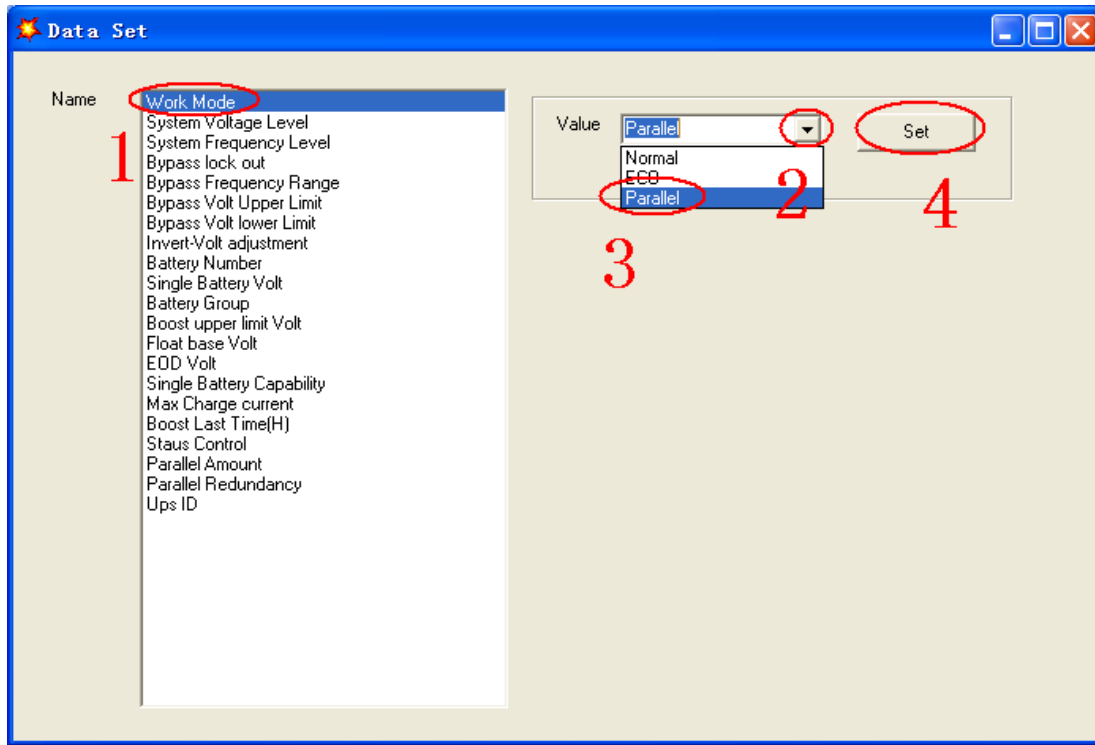 Data Set
Name
Work Mode
System Voltage Level
System Frequency Level
Bypass lock out
Bypass Frequency Range
Bypass Volt Upper Limit
Bypass Volt lower Limit
Invert-Volt adjustment
Battery Number
Single Battery Volt
Battery Group
Boost upper limit Volt
Float base Volt
EOD Volt
Single Battery Capability
Max Charge current
Boost Last Time(H)
Staus Control
Parallel Amount
Parallel Redundancy
Ups ID
1
Value
Parallel
Set
Normal
ECO
Parallel
2
3
4